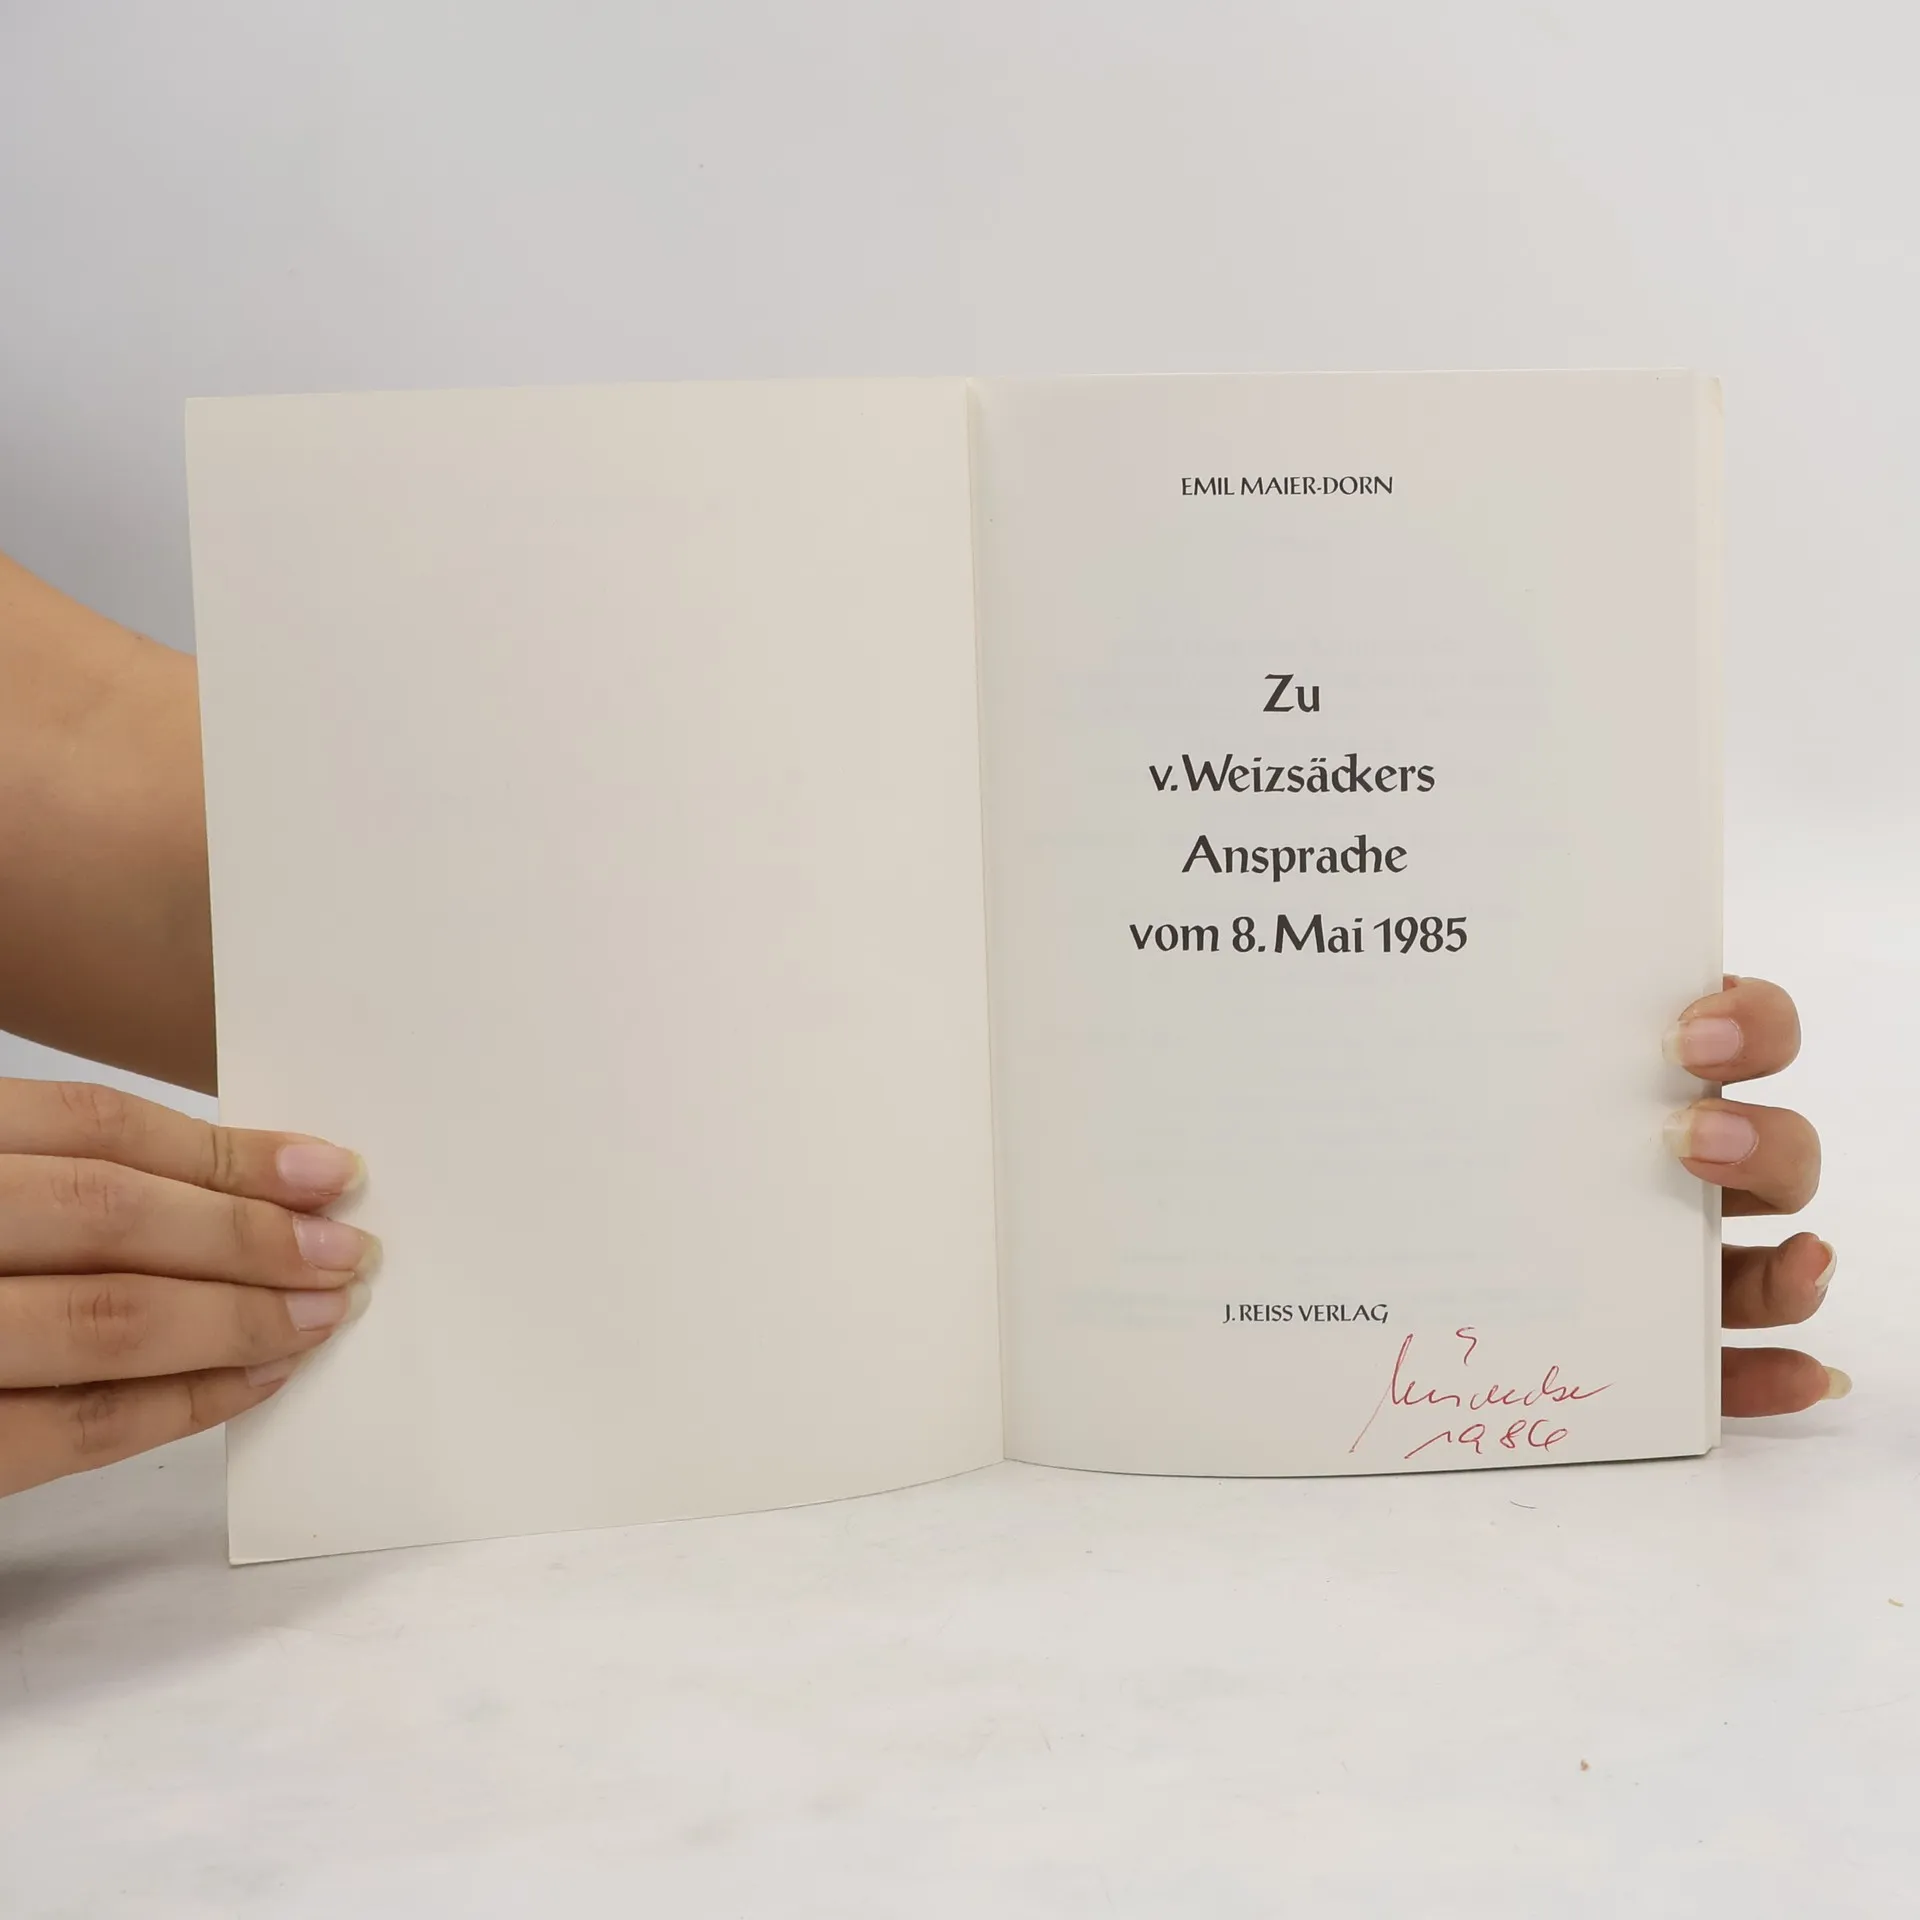 EMIL MAIER-DORN
Zu
v. Weizsäckers
Ansprache
vom 8. Mai 1985
J. REISS VERLAG
1986